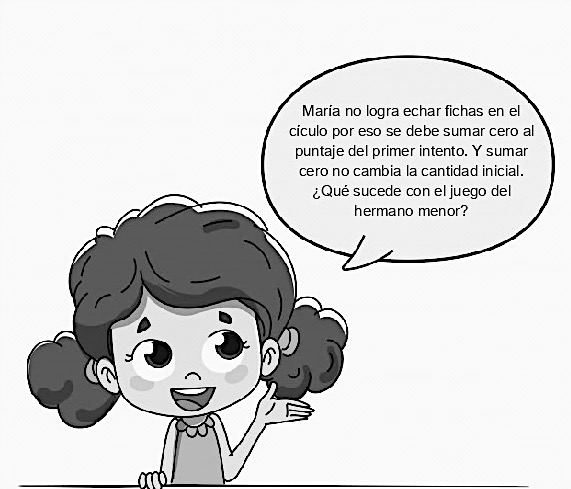 María no logra echar fichas en el
cículo por eso se debe sumar cero al
puntaje del primer intento. Y sumar
cero no cambia la cantidad inicial.
¿Qué sucede con el juego del
hermano menor?